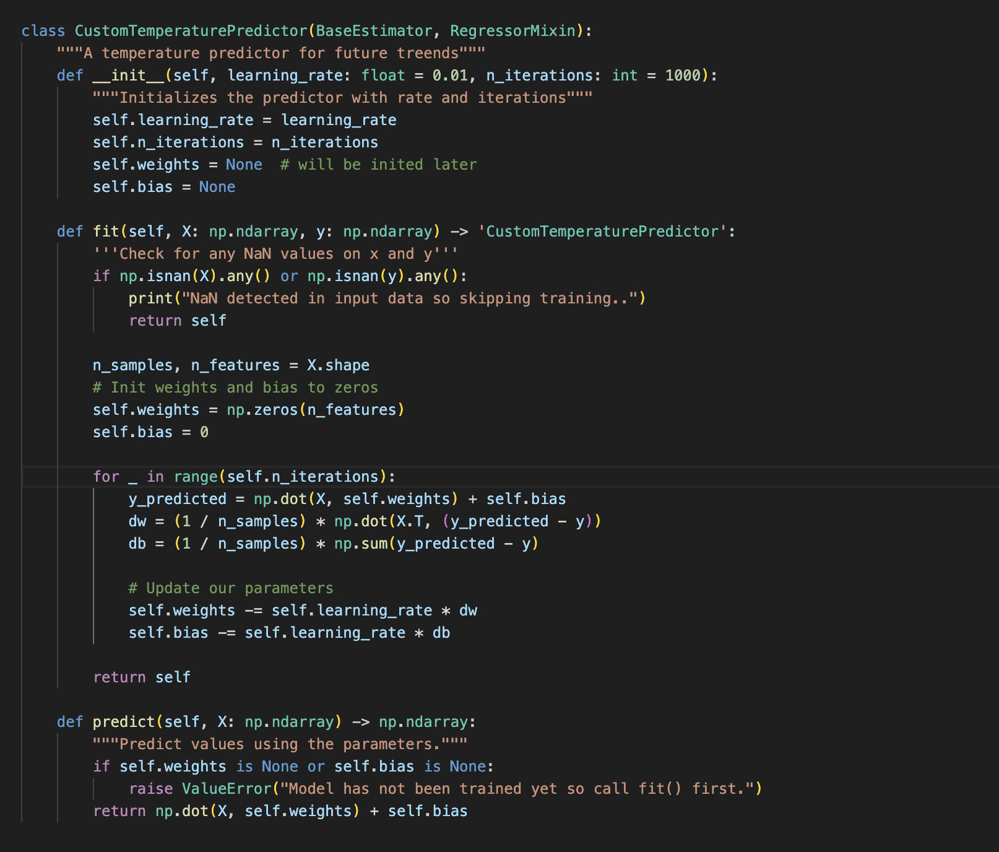 class CustomTemperaturePredictor(BaseEstimator, RegressorMixin):
    """A temperature predictor for future treends"""
    def __init__(self, learning_rate: float = 0.01, n_iterations: int = 1000):
        """Initializes the predictor with rate and iterations"""
        self.learning_rate = learning_rate
        self.n_iterations = n_iterations
        self.weights = None  # will be inited later
        self.bias = None

    def fit(self, X: np.ndarray, y: np.ndarray) -> 'CustomTemperaturePredictor':
        '''Check for any NaN values on x and y'''
        if np.isnan(X).any() or np.isnan(y).any():
            print("NaN detected in input data so skipping training..")
            return self

        n_samples, n_features = X.shape
        # Init weights and bias to zeros
        self.weights = np.zeros(n_features)
        self.bias = 0

        for _ in range(self.n_iterations):
            y_predicted = np.dot(X, self.weights) + self.bias
            dw = (1 / n_samples) * np.dot(X.T, (y_predicted - y))
            db = (1 / n_samples) * np.sum(y_predicted - y)

            # Update our parameters
            self.weights -= self.learning_rate * dw
            self.bias -= self.learning_rate * db

        return self

    def predict(self, X: np.ndarray) -> np.ndarray:
        """Predict values using the parameters."""
        if self.weights is None or self.bias is None:
            raise ValueError("Model has not been trained yet so call fit() first.")
        return np.dot(X, self.weights) + self.bias